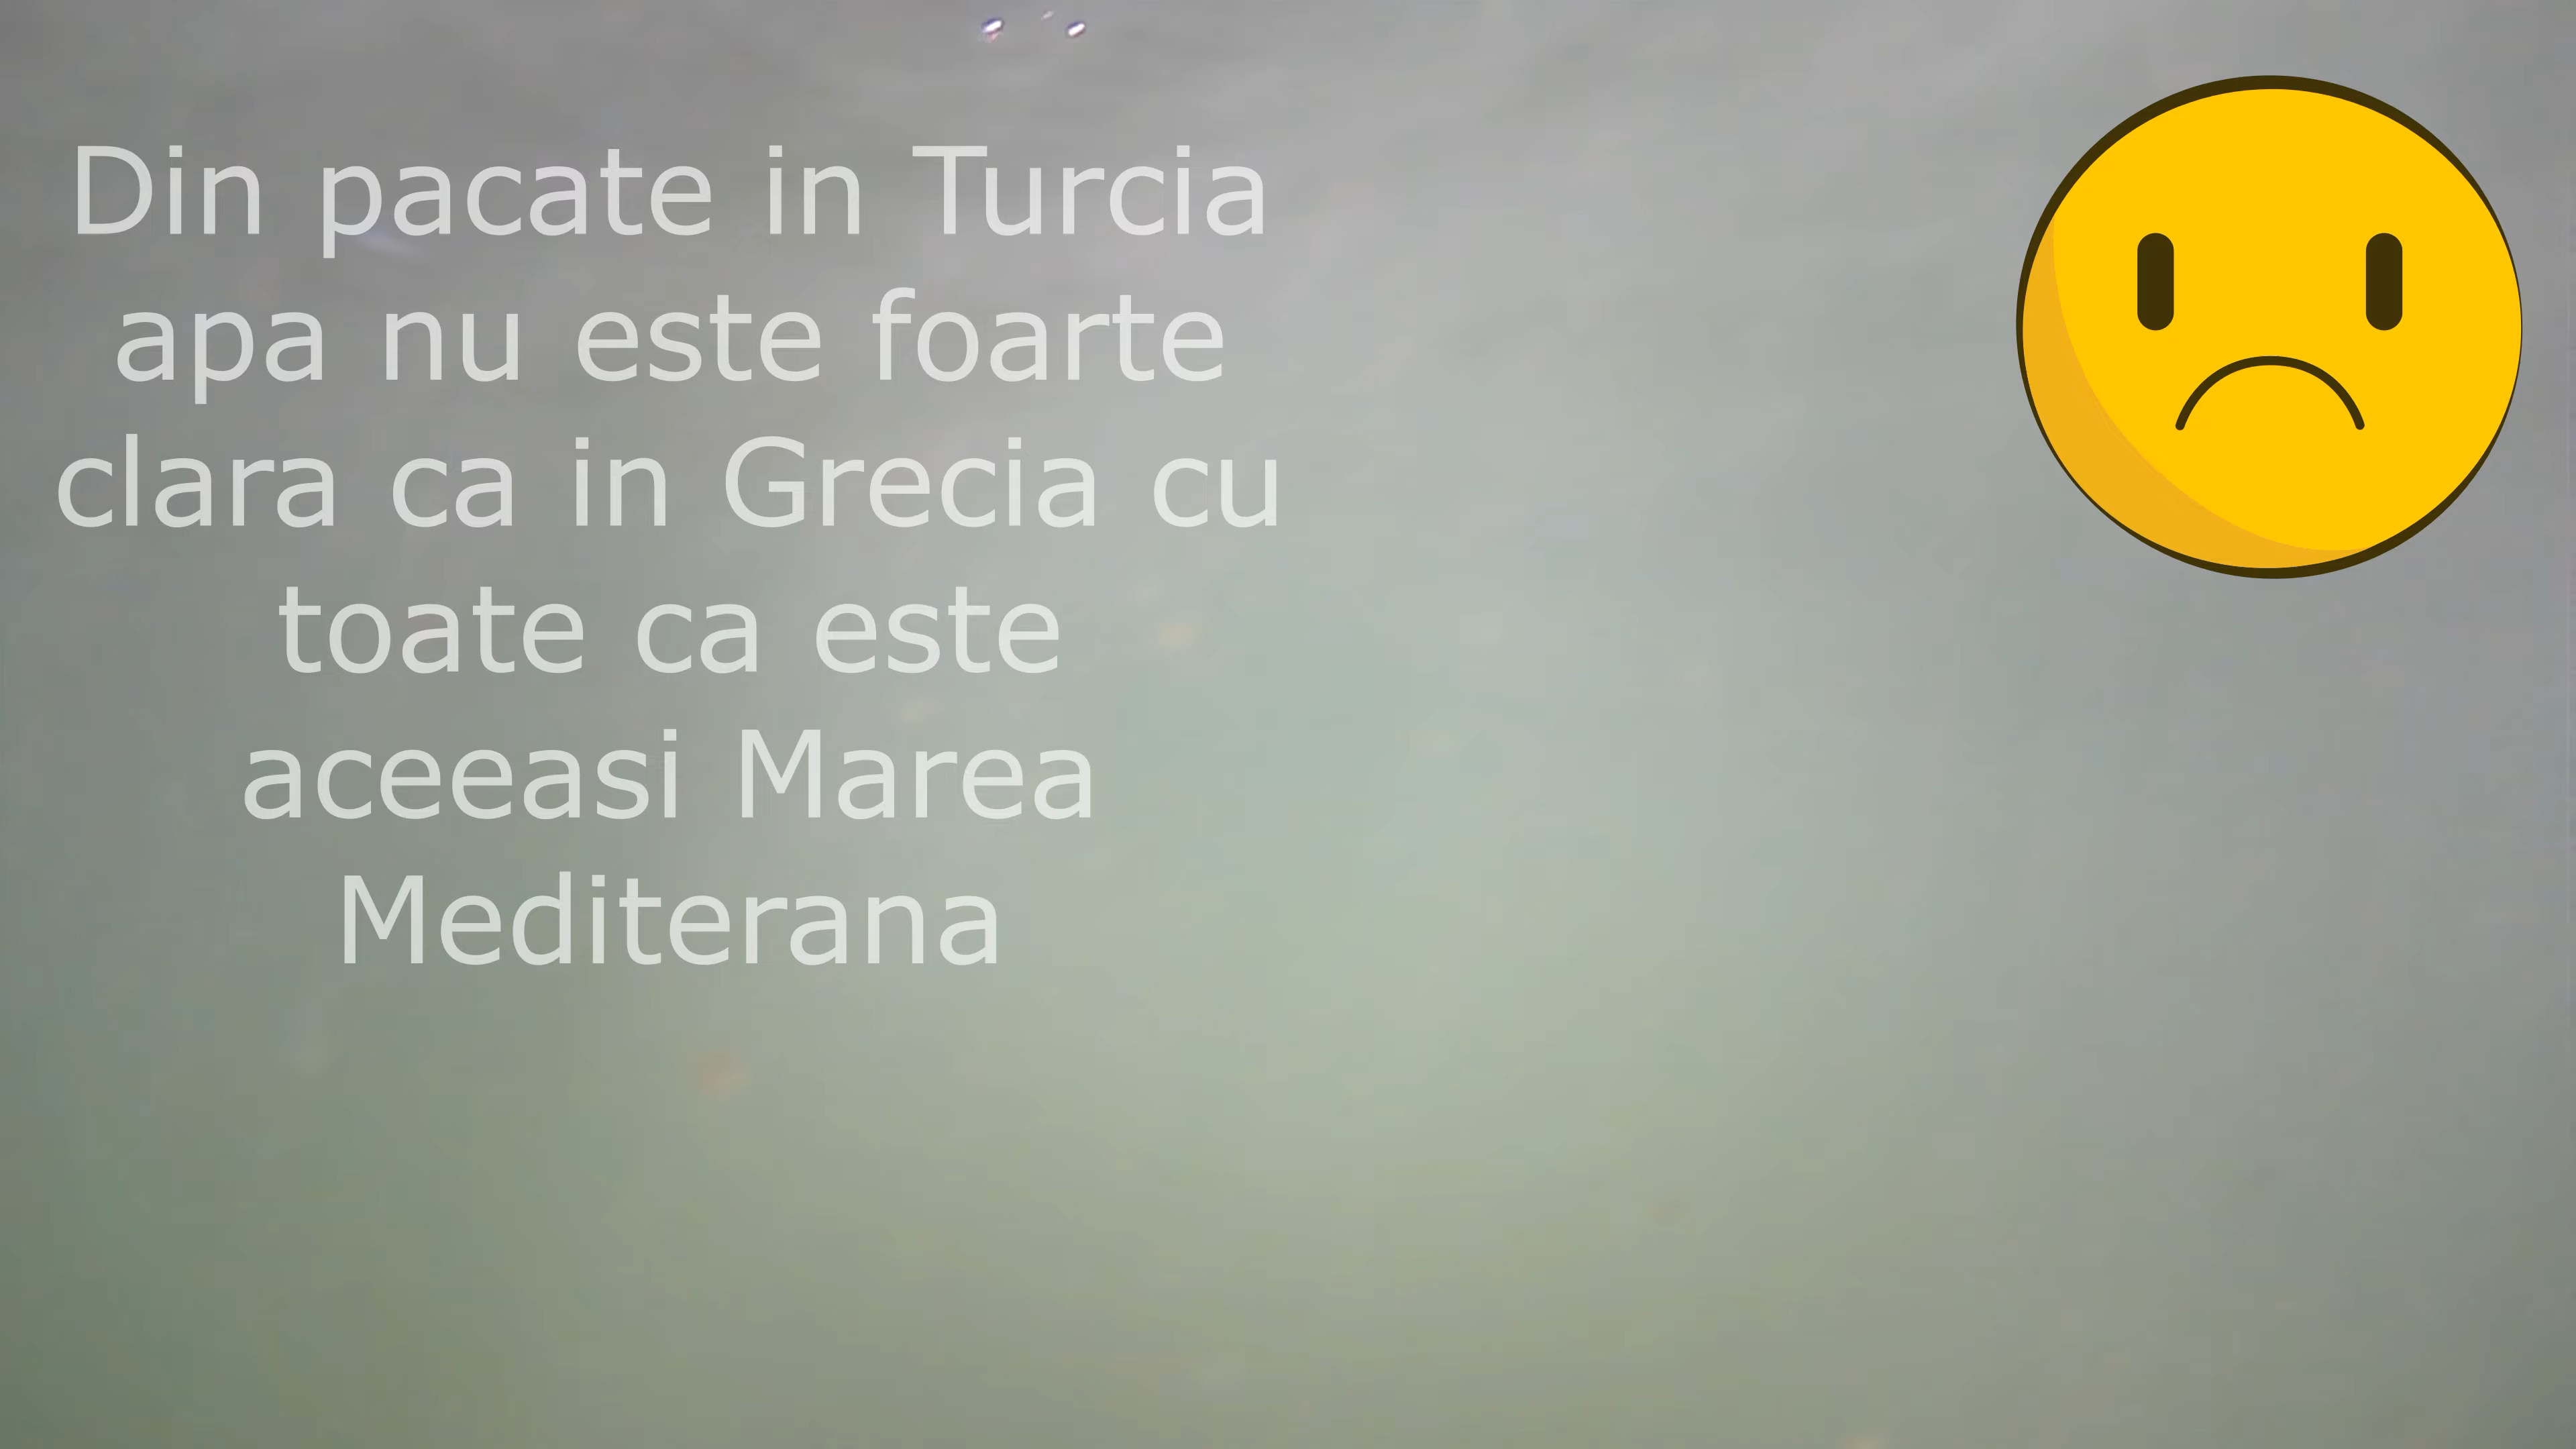 Din pacate in Turcia
apa nu este foarte
clara ca in Grecia cu
toate ca este
aceeasi Marea
Mediterana